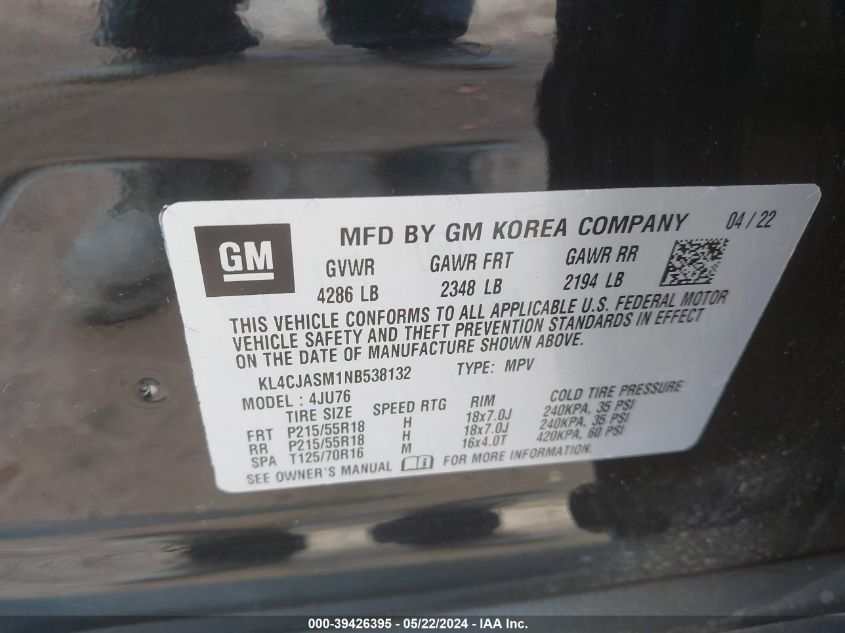 GM
MFD BY GM KOREA COMPANY 04/22
GVWR GAWR FRT GAWR RR
4286 LB 2348 LB 2194 LB
THIS VEHICLE CONFORMS TO ALL APPLICABLE U.S. FEDERAL MOTOR
VEHICLE SAFETY AND THEFT PREVENTION STANDARDS IN EFFECT
ON THE DATE OF MANUFACTURE SHOWN ABOVE.
KL4CJASM1NB538132 TYPE: MPV
MODEL : 4JU76
TIRE SIZE SPEED RTG RIM COLD TIRE PRESSURE
FRT P215/55R18 H 18x7.0J 240KPA, 35 PSI
RR P215/55R18 H 18x7.0J 240KPA, 35 PSI
SPA T125/70R16 M 16x4.0T 420KPA, 60 PSI
SEE OWNER'S MANUAL FOR MORE INFORMATION.
000-39426395 - 05/22/2024 - IAA Inc.